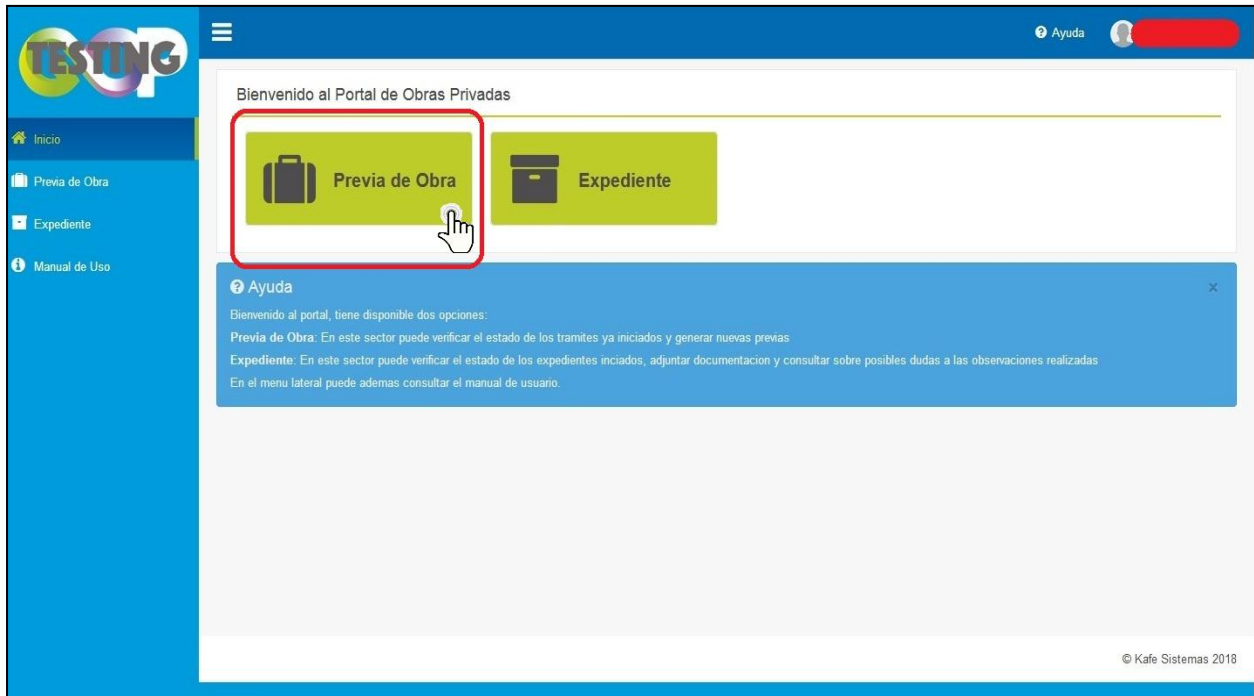 TESTING
OP
Ayuda
Bienvenido al Portal de Obras Privadas
Inicio
Previa de Obra
Expediente
Manual de Uso
Previa de Obra
Expediente
Ayuda
×
Bienvenido al portal, tiene disponible dos opciones:
Previa de Obra: En este sector puede verificar el estado de los tramites ya iniciados y generar nuevas previas
Expediente: En este sector puede verificar el estado de los expedientes inciados, adjuntar documentacion y consultar sobre posibles dudas a las observaciones realizadas
En el menu lateral puede ademas consultar el manual de usuario.
© Kafe Sistemas 2018